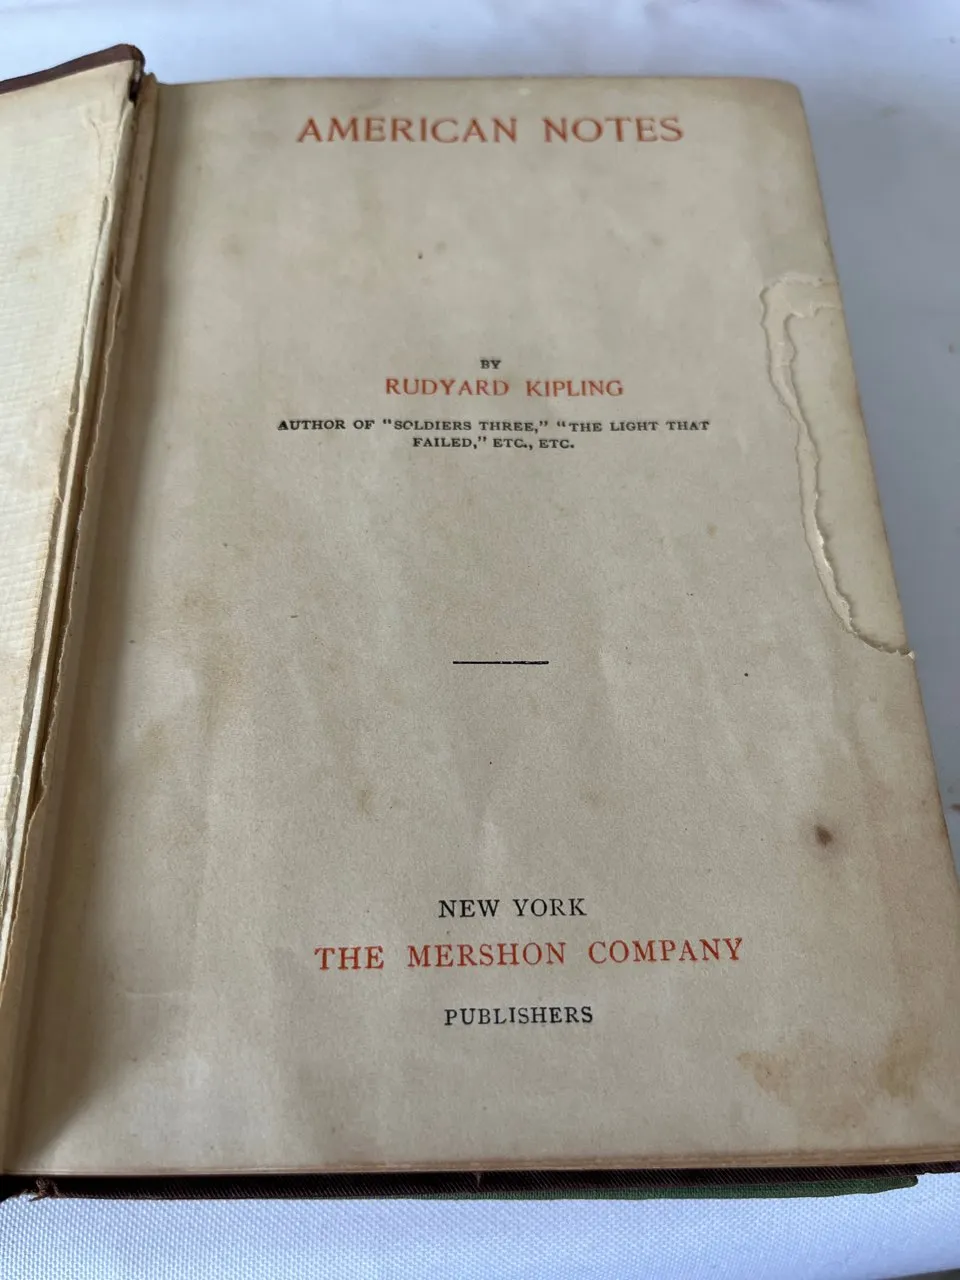 AMERICAN NOTES
BY
RUDYARD KIPLING
AUTHOR OF "SOLDIERS THREE," "THE LIGHT THAT
FAILED," ETC., ETC.
NEW YORK
THE MERSHON COMPANY
PUBLISHERS